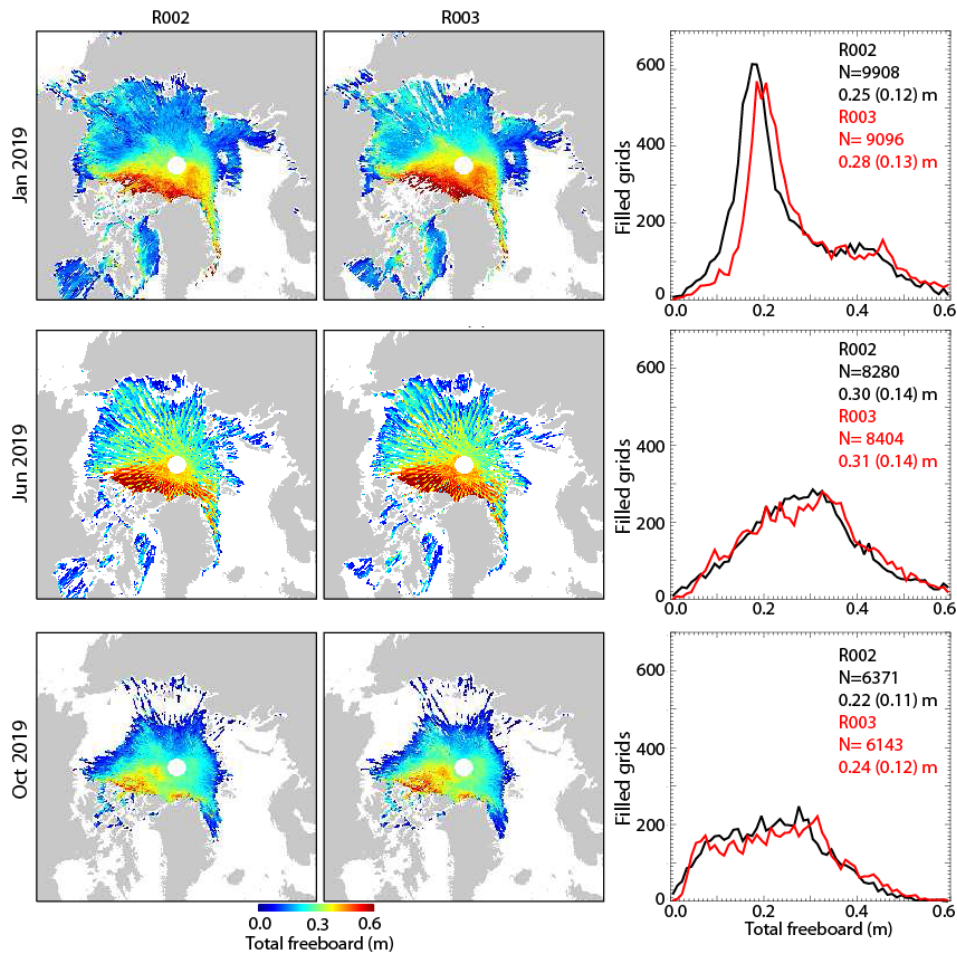 R002
R003
Jan 2019
Filled grids
600
400
200
0
R002
N=9908
0.25 (0.12) m
R003
N= 9096
0.28 (0.13) m
0.0
0.2
0.4
0.6
Jun 2019
Filled grids
600
400
200
0
R002
N=8280
0.30 (0.14) m
R003
N= 8404
0.31 (0.14) m
0.0
0.2
0.4
0.6
Oct 2019
Filled grids
600
400
200
0
R002
N=6371
0.22 (0.11) m
R003
N= 6143
0.24 (0.12) m
0.0
0.2
0.4
0.6
Total freeboard (m)
0.0
0.3
0.6
Total freeboard (m)